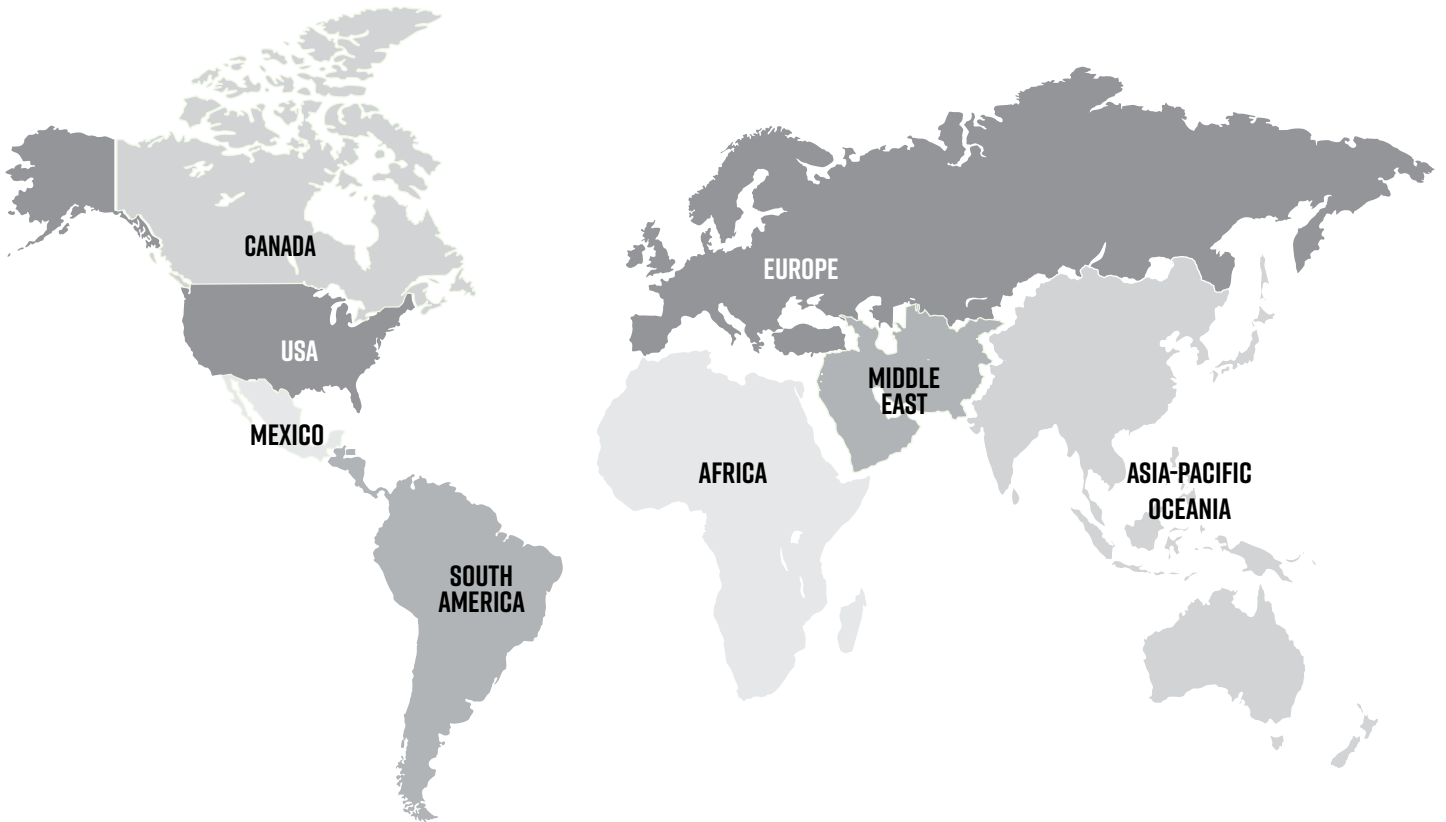 CANADA
EUROPE
USA
MIDDLE
EAST
MEXICO
AFRICA
ASIA-PACIFIC
OCEANIA
SOUTH
AMERICA